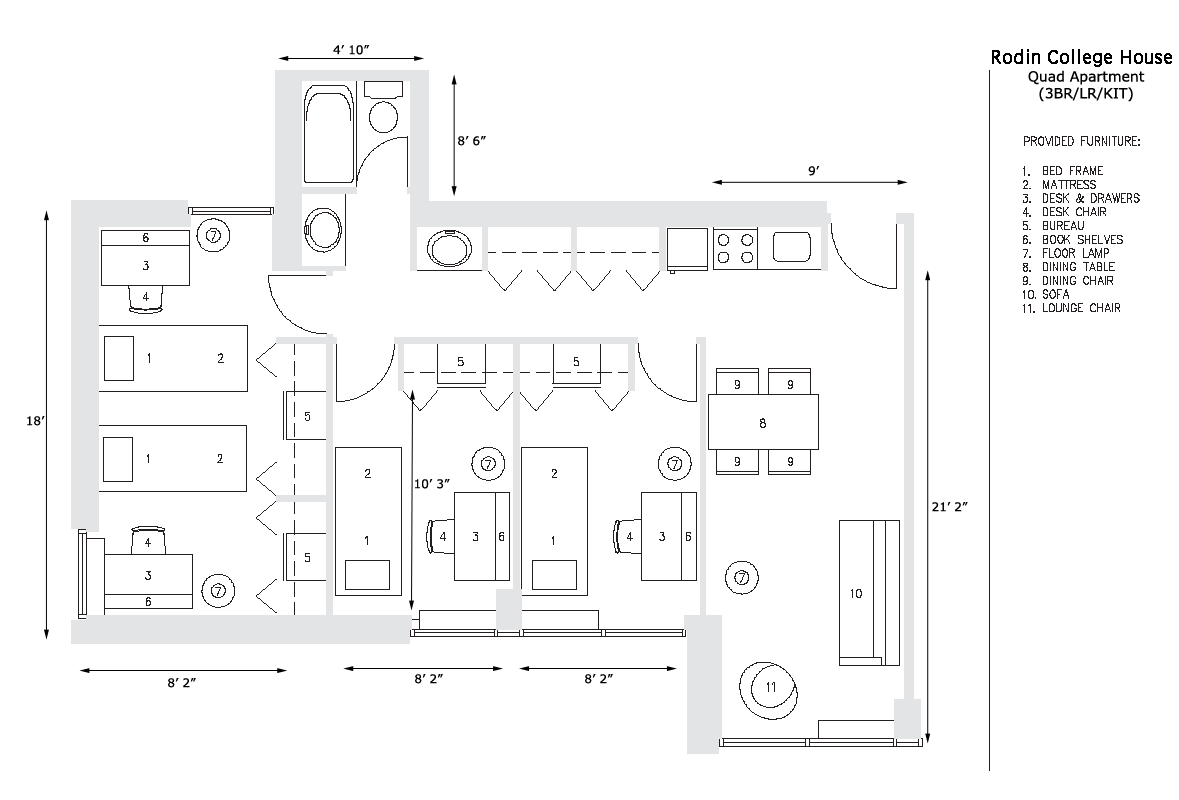 4' 10"
Rodin College House
Quad Apartment
(3BR/LR/KIT)
8' 6"
PROVIDED FURNITURE:
9'
1. BED FRAME
2. MATTRESS
3. DESK & DRAWERS
4. DESK CHAIR
5. BUREAU
6. BOOK SHELVES
7. FLOOR LAMP
8. DINING TABLE
9. DINING CHAIR
10. SOFA
11. LOUNGE CHAIR
6 7
3
4
1 2
5 5
9 9
5
8
18'
1 2
7 7
9 9
2 2
10' 3"
21' 2"
4
1 4 3 6
1 4 3 6
5
3
7
7
10
6
8' 2"
8' 2"
8' 2"
11